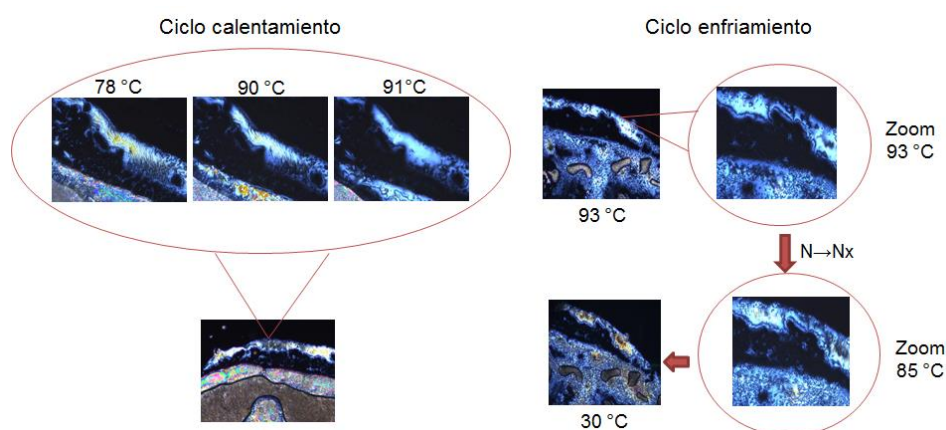 Ciclo calentamiento
78 °C
90 °C
91°C
Ciclo enfriamiento
93 °C
Zoom
93 °C
N→Nx
30 °C
Zoom
85 °C